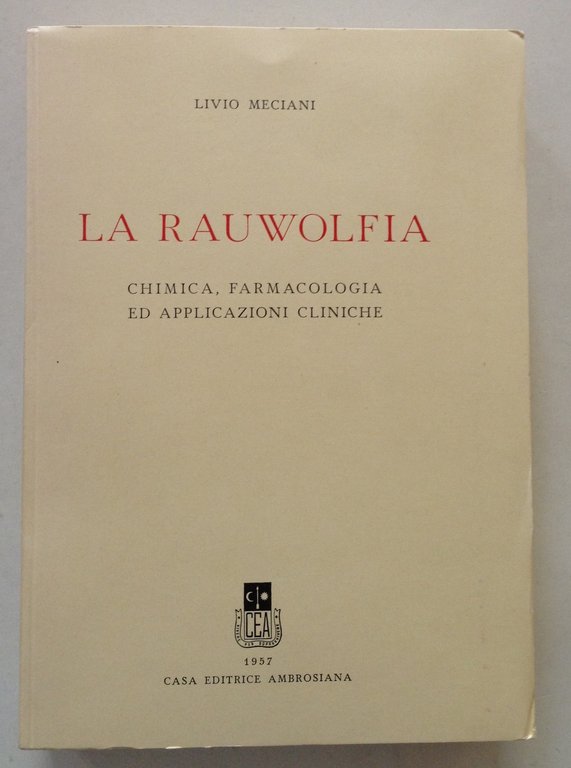 LIVIO MECIANI
LA RAUWOLFIA
CHIMICA, FARMACOLOGIA
ED APPLICAZIONI CLINICHE
CEA
1957
CASA EDITRICE AMBROSIANA